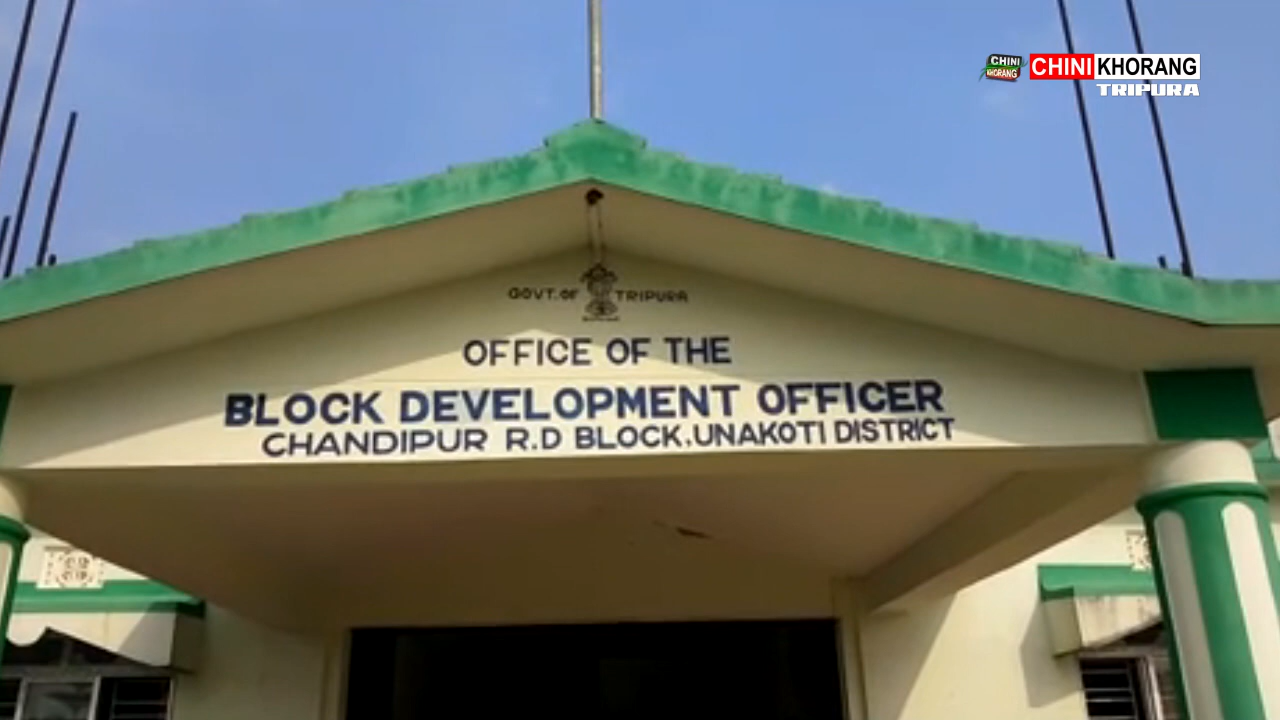 CHINI
KHORANG
CHINI KHORANG
TRIPURA
GOVT. OF TRIPURA
OFFICE OF THE
BLOCK DEVELOPMENT OFFICER
CHANDIPUR R.D BLOCK, UNAKOTI DISTRICT